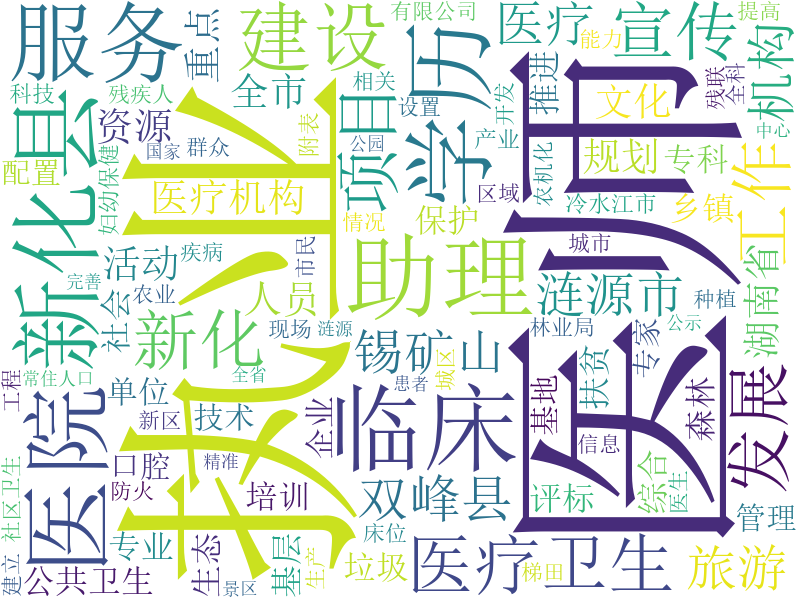 服务
建设
重点
有限公司
医疗
能力
宣传
提高
科技
残疾人
全市
相关
学历
推进
残联
全科
机构
中心
新化县
执业
项目
设置
开发
产业
医师
文化
工作
资源
国家
群众
附表
公园
配置
妇幼保健
医疗机构
情况
保护
区域
农机化
规划
专科
冷水江市
乡镇
湖南省
活动
疾病
市民
助理
城市
完善
农业
人员
社会
涟源市
种植
新化
现场
涟源
锡矿山
林业局
公示
专家
扶贫
工程
常住人口
全省
患者
城区
医院
单位
新区
技术
企业
临床
基地
森林
发展
口腔
精准
信息
防火
培训
双峰县
评标
综合
医生
社区卫生
专业
生态
基层
垃圾
床位
管理
建立
公共卫生
景区
生产
医疗卫生
梯田
旅游